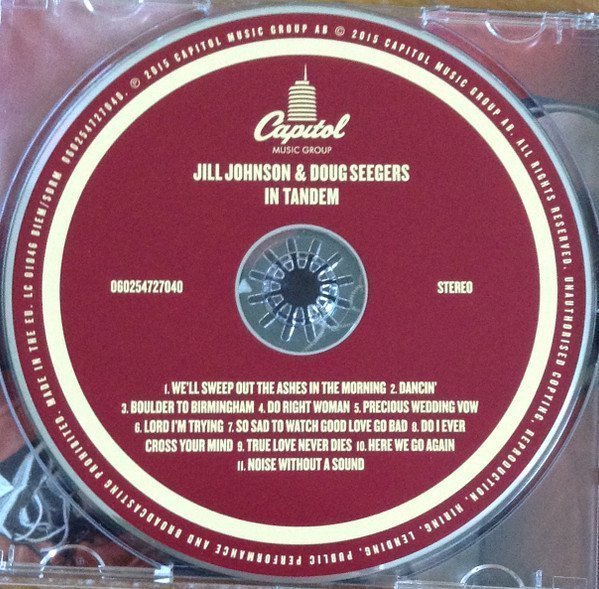 ℗ 2015 CAPITOL MUSIC GROUP AB © 2015 CAPITOL MUSIC GROUP AB. ALL RIGHTS RESERVED. UNAUTHORISED COPYING, REPRODUCTION, HIRING, LENDING, PUBLIC PERFORMANCE AND BROADCASTING PROHIBITED. MADE IN THE EU. LC 01846 BIEM/SDRM 060254727040.
Capitol
MUSIC GROUP
JILL JOHNSON & DOUG SEEGERS
IN TANDEM
060254727040
STEREO
1. WE'LL SWEEP OUT THE ASHES IN THE MORNING 2. DANCIN'
3. BOULDER TO BIRMINGHAM 4. DO RIGHT WOMAN 5. PRECIOUS WEDDING VOW
6. LORD I'M TRYING 7. SO SAD TO WATCH GOOD LOVE GO BAD 8. DO I EVER
CROSS YOUR MIND 9. TRUE LOVE NEVER DIES 10. HERE WE GO AGAIN
11. NOISE WITHOUT A SOUND